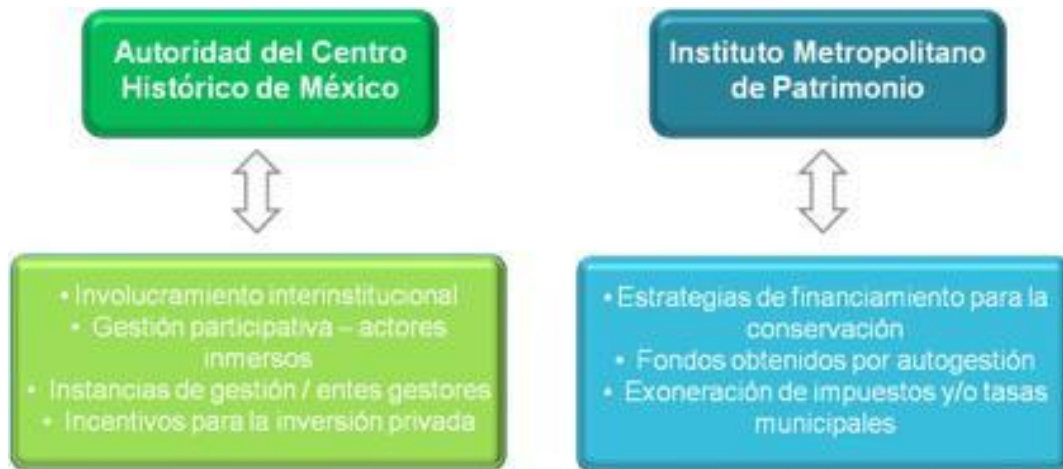 Autoridad del Centro
Histórico de México
• Involucramiento interinstitucional
• Gestión participativa – actores
inmersos
• Instancias de gestión / entes gestores
• Incentivos para la inversión privada
Instituto Metropolitano
de Patrimonio
• Estrategias de financiamiento para la
conservación
• Fondos obtenidos por autogestión
• Exoneración de impuestos y/o tasas
municipales